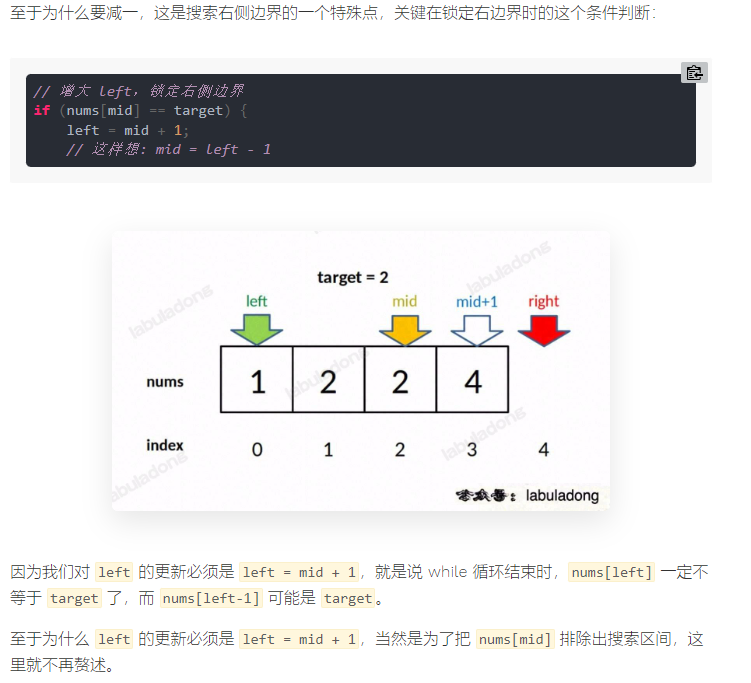 至于为什么要减一，这是搜索右侧边界的一个特殊点，关键在锁定右边界时的这个条件判断：
// 增大 left，锁定右侧边界
if (nums[mid] == target) {
left = mid + 1;
// 这样想: mid = left - 1
target = 2
left mid mid+1 right
nums 1 2 2 4
index 0 1 2 3 4
公众号：labuladong
labuladong
labuladong
labuladong
labuladong
labuladong
因为我们对 left 的更新必须是 left = mid + 1，就是说 while 循环结束时，nums[left] 一定不
等于 target 了，而 nums[left-1] 可能是 target。
至于为什么 left 的更新必须是 left = mid + 1，当然是为了把 nums[mid] 排除出搜索区间，这
里就不再赘述。